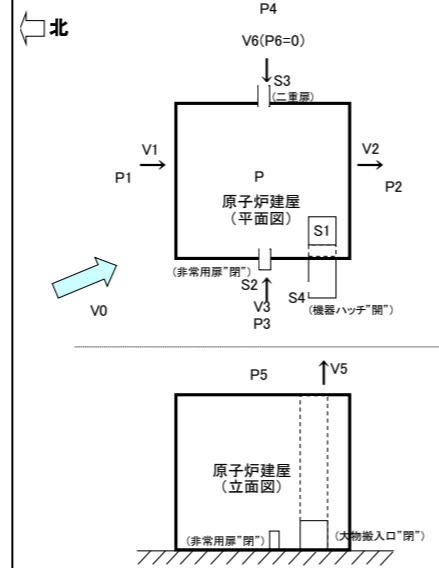 北
P4
V6(P6=0)
S3
(二重扉)
V1
V2
P1
P
P2
原子炉建屋
(平面図)
S1
(非常用扉"閉")
S2
S4
V0
V3
(機器ハッチ"開")
P3
P5
V5
原子炉建屋
(立面図)
(非常用扉"閉")
(大物搬入口"閉")